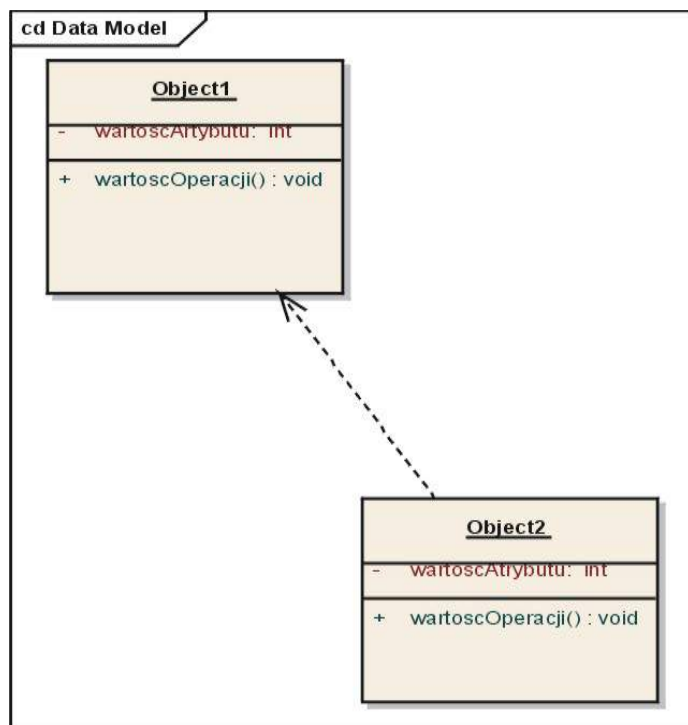 cd Data Model
Object1
- wartoscArtybutu: int
+ wartoscOperacji() : void
Object2
- wartoscAtrybutu: int
+ wartoscOperacji() : void